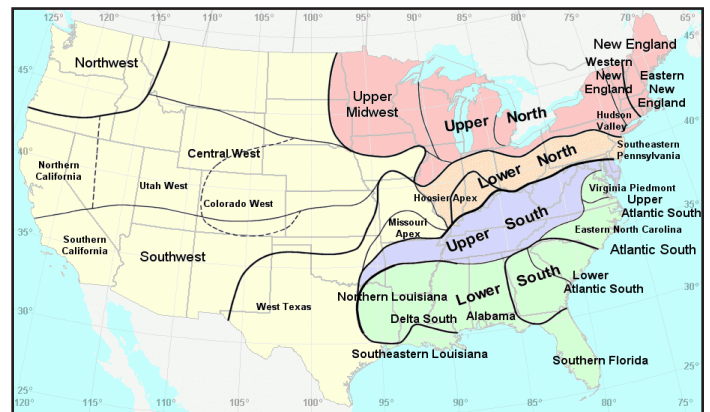 125°
120°
115°
110°
105°
100°
95°
90°
85°
80°
75°
70°
65°
45°
New England
Northwest
Western
New
England
Eastern
New
England
45°
Upper
Midwest
Upper North
Hudson
Valley
40°
40°
Northern
California
Central West
Lower North
Southeastern
Pennsylvania
Utah West
Colorado West
Hoosier Apex
Virginia Piedmont
Upper
Atlantic South
35°
Missouri
Apex
Upper South
Eastern North Carolina
35°
Southern
California
Southwest
Atlantic South
Lower South
Lower
Atlantic South
30°
West Texas
Northern Louisiana
Delta South
Alabama
30°
Southeastern Louisiana
Southern Florida
25°
25°
120°
115°
110°
105°
100°
95°
90°
85°
80°
75°